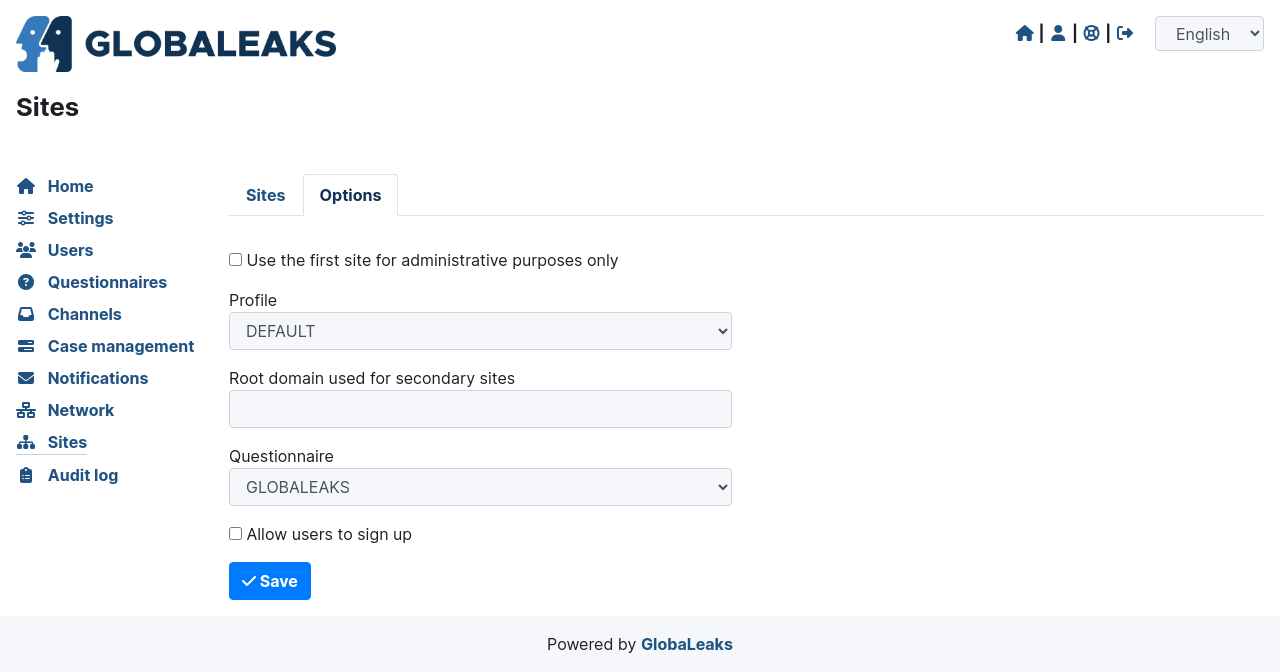 GLOBALEAKS
| | |
English
Sites
Home
Settings
Users
Questionnaires
Channels
Case management
Notifications
Network
Sites
Audit log
Sites Options
Use the first site for administrative purposes only
Profile
DEFAULT
Root domain used for secondary sites
Questionnaire
GLOBALEAKS
Allow users to sign up
Save
Powered by GlobaLeaks